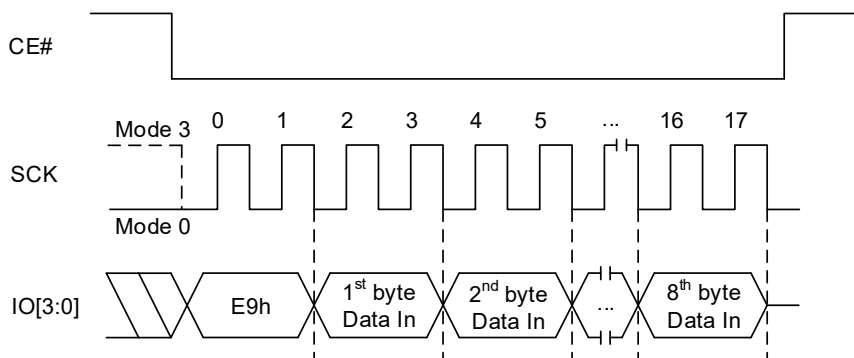 CE#
0 1 2 3 4 5 ... 16 17
Mode 3
SCK
Mode 0
IO[3:0]
E9h
1st byte
Data In
2nd byte
Data In
...
8th byte
Data In